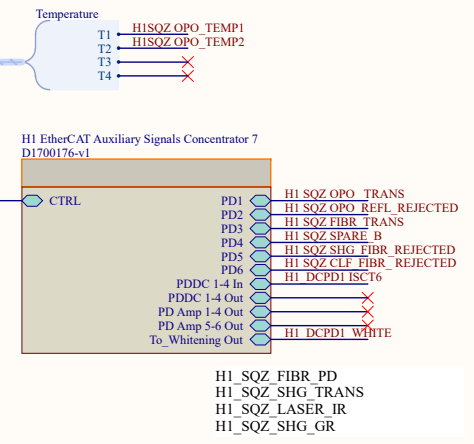 Temperature
T1 H1SQZ OPO_TEMP1
T2 H1SQZ OPO_TEMP2
T3
T4
H1 EtherCAT Auxiliary Signals Concentrator 7
D1700176-v1
CTRL
PD1 H1 SQZ OPO_TRANS
PD2 H1 SQZ OPO_REFL_REJECTED
PD3 H1 SQZ FIBR_TRANS
PD4 H1 SQZ SPARE_B
PD5 H1 SQZ SHG_FIBR_REJECTED
PD6 H1 SQZ CLF_FIBR_REJECTED
PDDC 1-4 In H1_DCPD1 ISCT6
PDDC 1-4 Out
PD Amp 1-4 Out
PD Amp 5-6 Out
To_Whitening Out H1_DCPD1_WHITE
H1_SQZ_FIBR_PD
H1_SQZ_SHG_TRANS
H1_SQZ_LASER_IR
H1_SQZ_SHG_GR